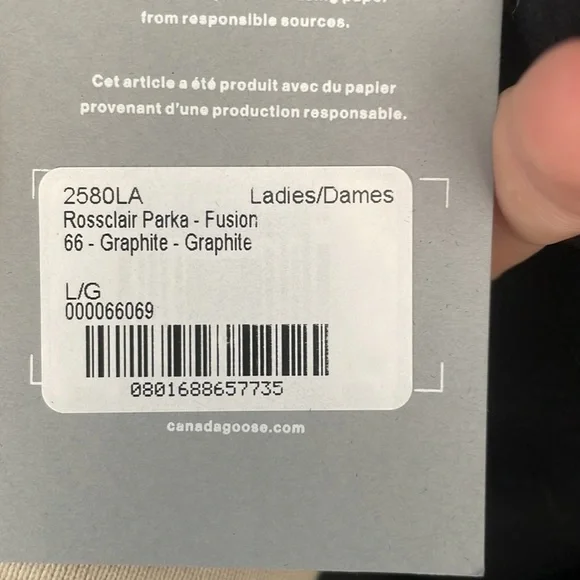 paper
from responsible sources.
Cet article a été produit avec du papier
provenant d'une production responsable.
2580LA Ladies/Dames
Rossclair Parka - Fusion
66 - Graphite - Graphite
L/G
000066069
0801688657735
canadagoose.com